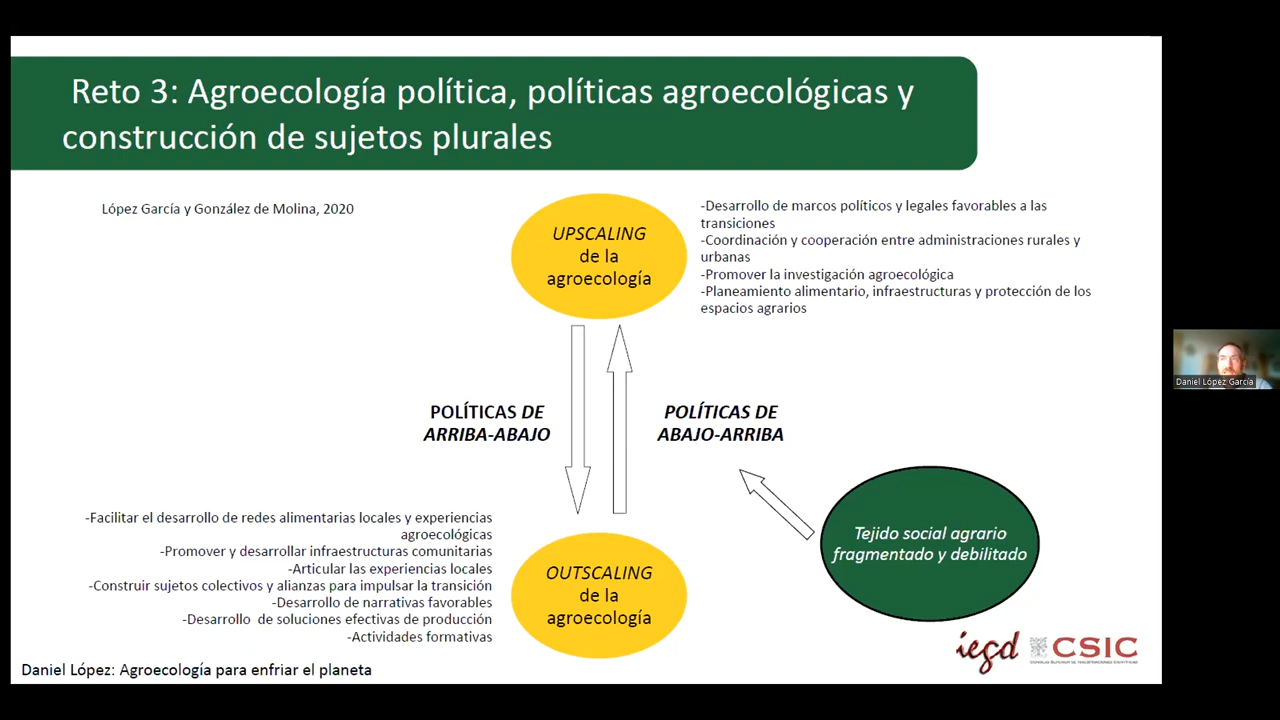 Reto 3: Agroecología política, políticas agroecológicas y
construcción de sujetos plurales
López García y González de Molina, 2020
UPSCALING
de la
agroecología
-Desarrollo de marcos políticos y legales favorables a las
transiciones
-Coordinación y cooperación entre administraciones rurales y
urbanas
-Promover la investigación agroecológica
-Planeamiento alimentario, infraestructuras y protección de los
espacios agrarios
POLÍTICAS DE
ARRIBA-ABAJO
POLÍTICAS DE
ABAJO-ARRIBA
-Facilitar el desarrollo de redes alimentarias locales y experiencias
agroecológicas
-Promover y desarrollar infraestructuras comunitarias
-Articular las experiencias locales
-Construir sujetos colectivos y alianzas para impulsar la transición
-Desarrollo de narrativas favorables
-Desarrollo de soluciones efectivas de producción
-Actividades formativas
OUTSCALING
de la
agroecología
Tejido social agrario
fragmentado y debilitado
iegd
CSIC
CONSEJO SUPERIOR DE INVESTIGACIONES CIENTÍFICAS
Daniel López: Agroecología para enfriar el planeta
Daniel López García